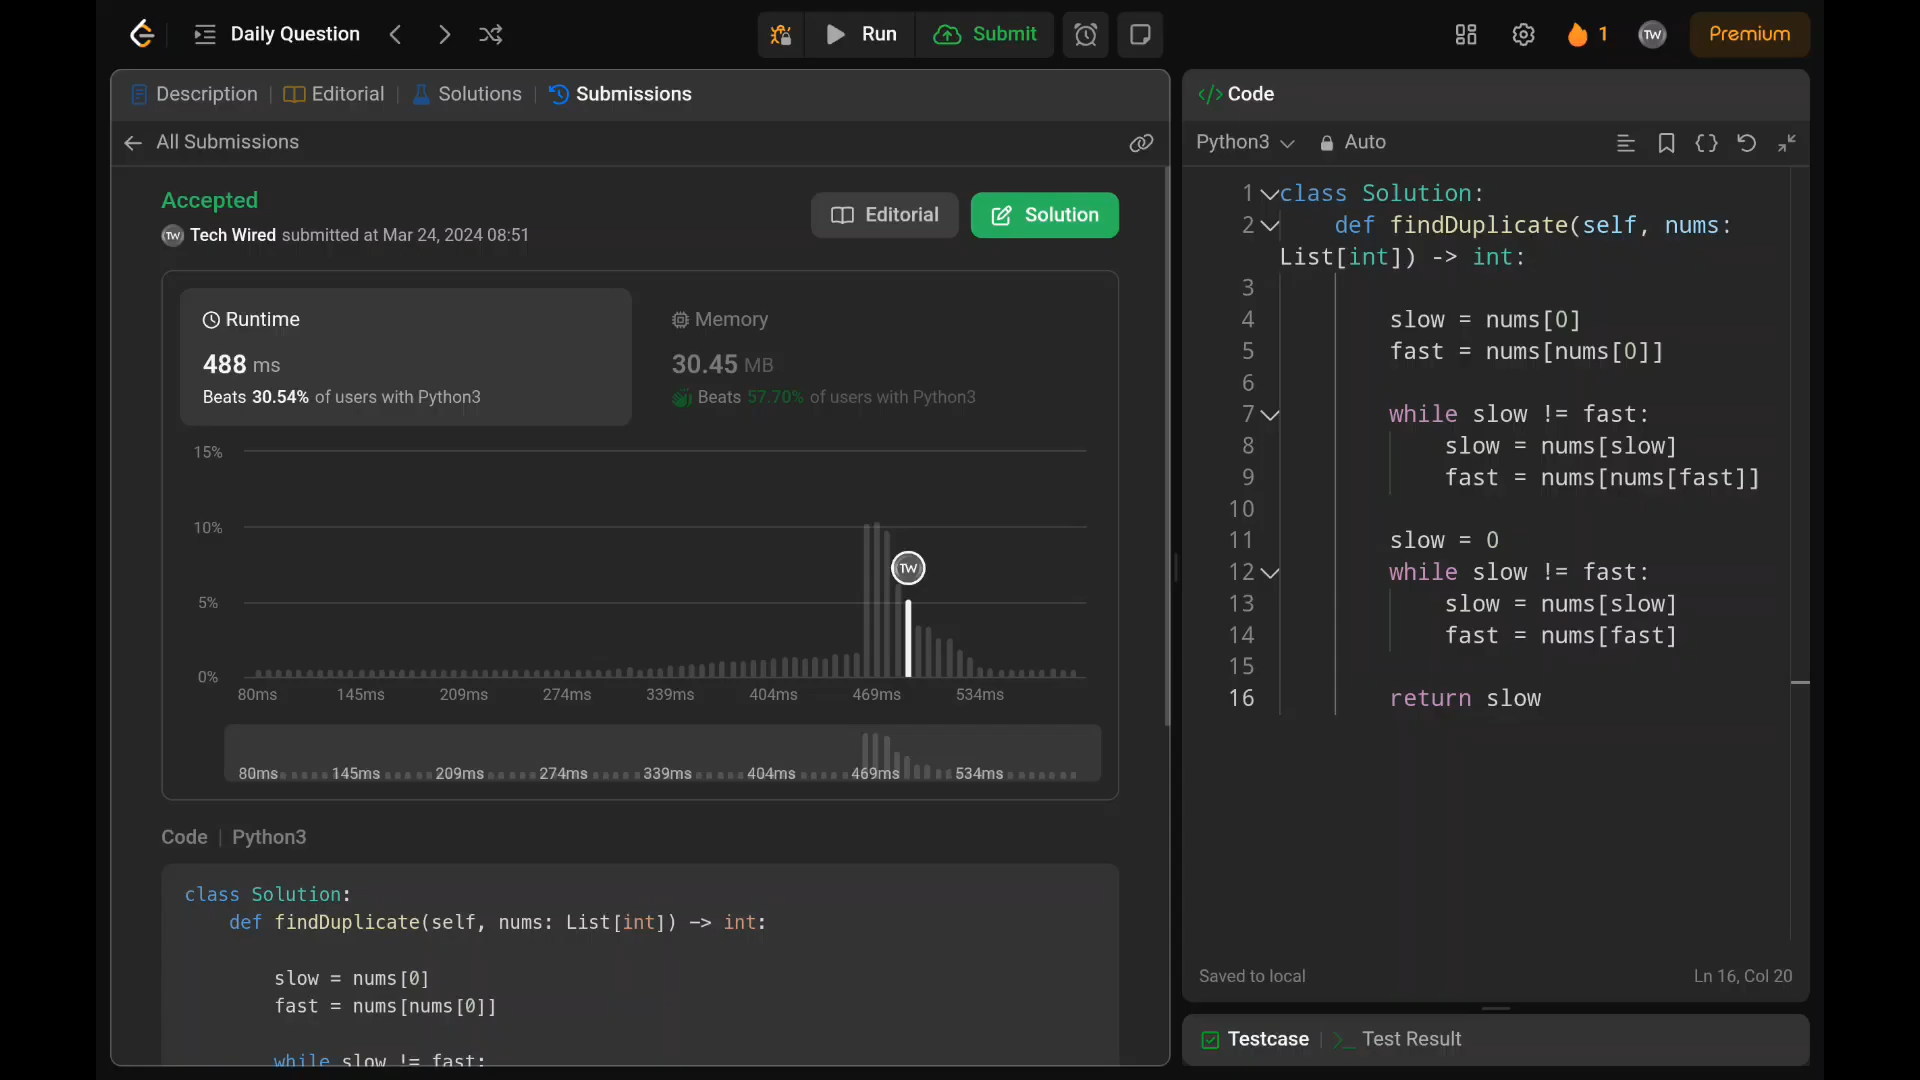 Daily Question
Run
Submit
1
TW
Premium
Description | Editorial | Solutions | Submissions
All Submissions
Accepted
TW Tech Wired submitted at Mar 24, 2024 08:51
Editorial
Solution
Runtime
488 ms
Beats 30.54% of users with Python3
Memory
30.45 MB
Beats 57.70% of users with Python3
15%
10%
TW
5%
0%
80ms 145ms 209ms 274ms 339ms 404ms 469ms 534ms
80ms 145ms 209ms 274ms 339ms 404ms 469ms 534ms
Code | Python3
class Solution:
def findDuplicate(self, nums: List[int]) -> int:
slow = nums[0]
fast = nums[nums[0]]
while slow != fast:
</> Code
Python3 Auto
1 class Solution:
2 def findDuplicate(self, nums:
List[int]) -> int:
3
4 slow = nums[0]
5 fast = nums[nums[0]]
6
7 while slow != fast:
8 slow = nums[slow]
9 fast = nums[nums[fast]]
10
11 slow = 0
12 while slow != fast:
13 slow = nums[slow]
14 fast = nums[fast]
15
16 return slow
Saved to local
Ln 16, Col 20
Testcase | >_ Test Result